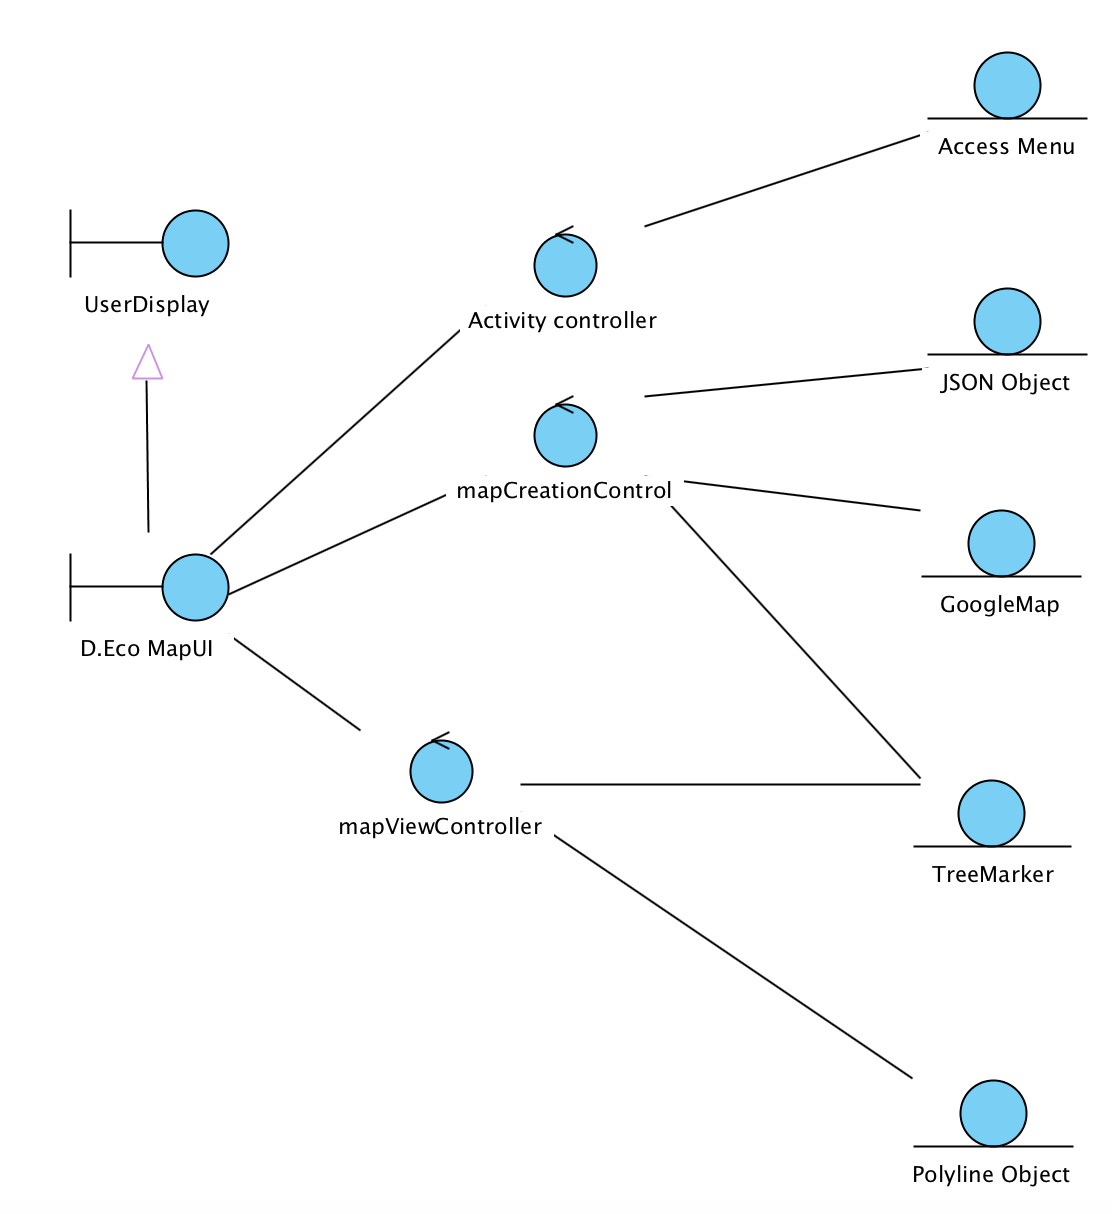 Access Menu
UserDisplay
Activity controller
JSON Object
mapCreationControl
GoogleMap
D.Eco MapUI
mapViewController
TreeMarker
Polyline Object